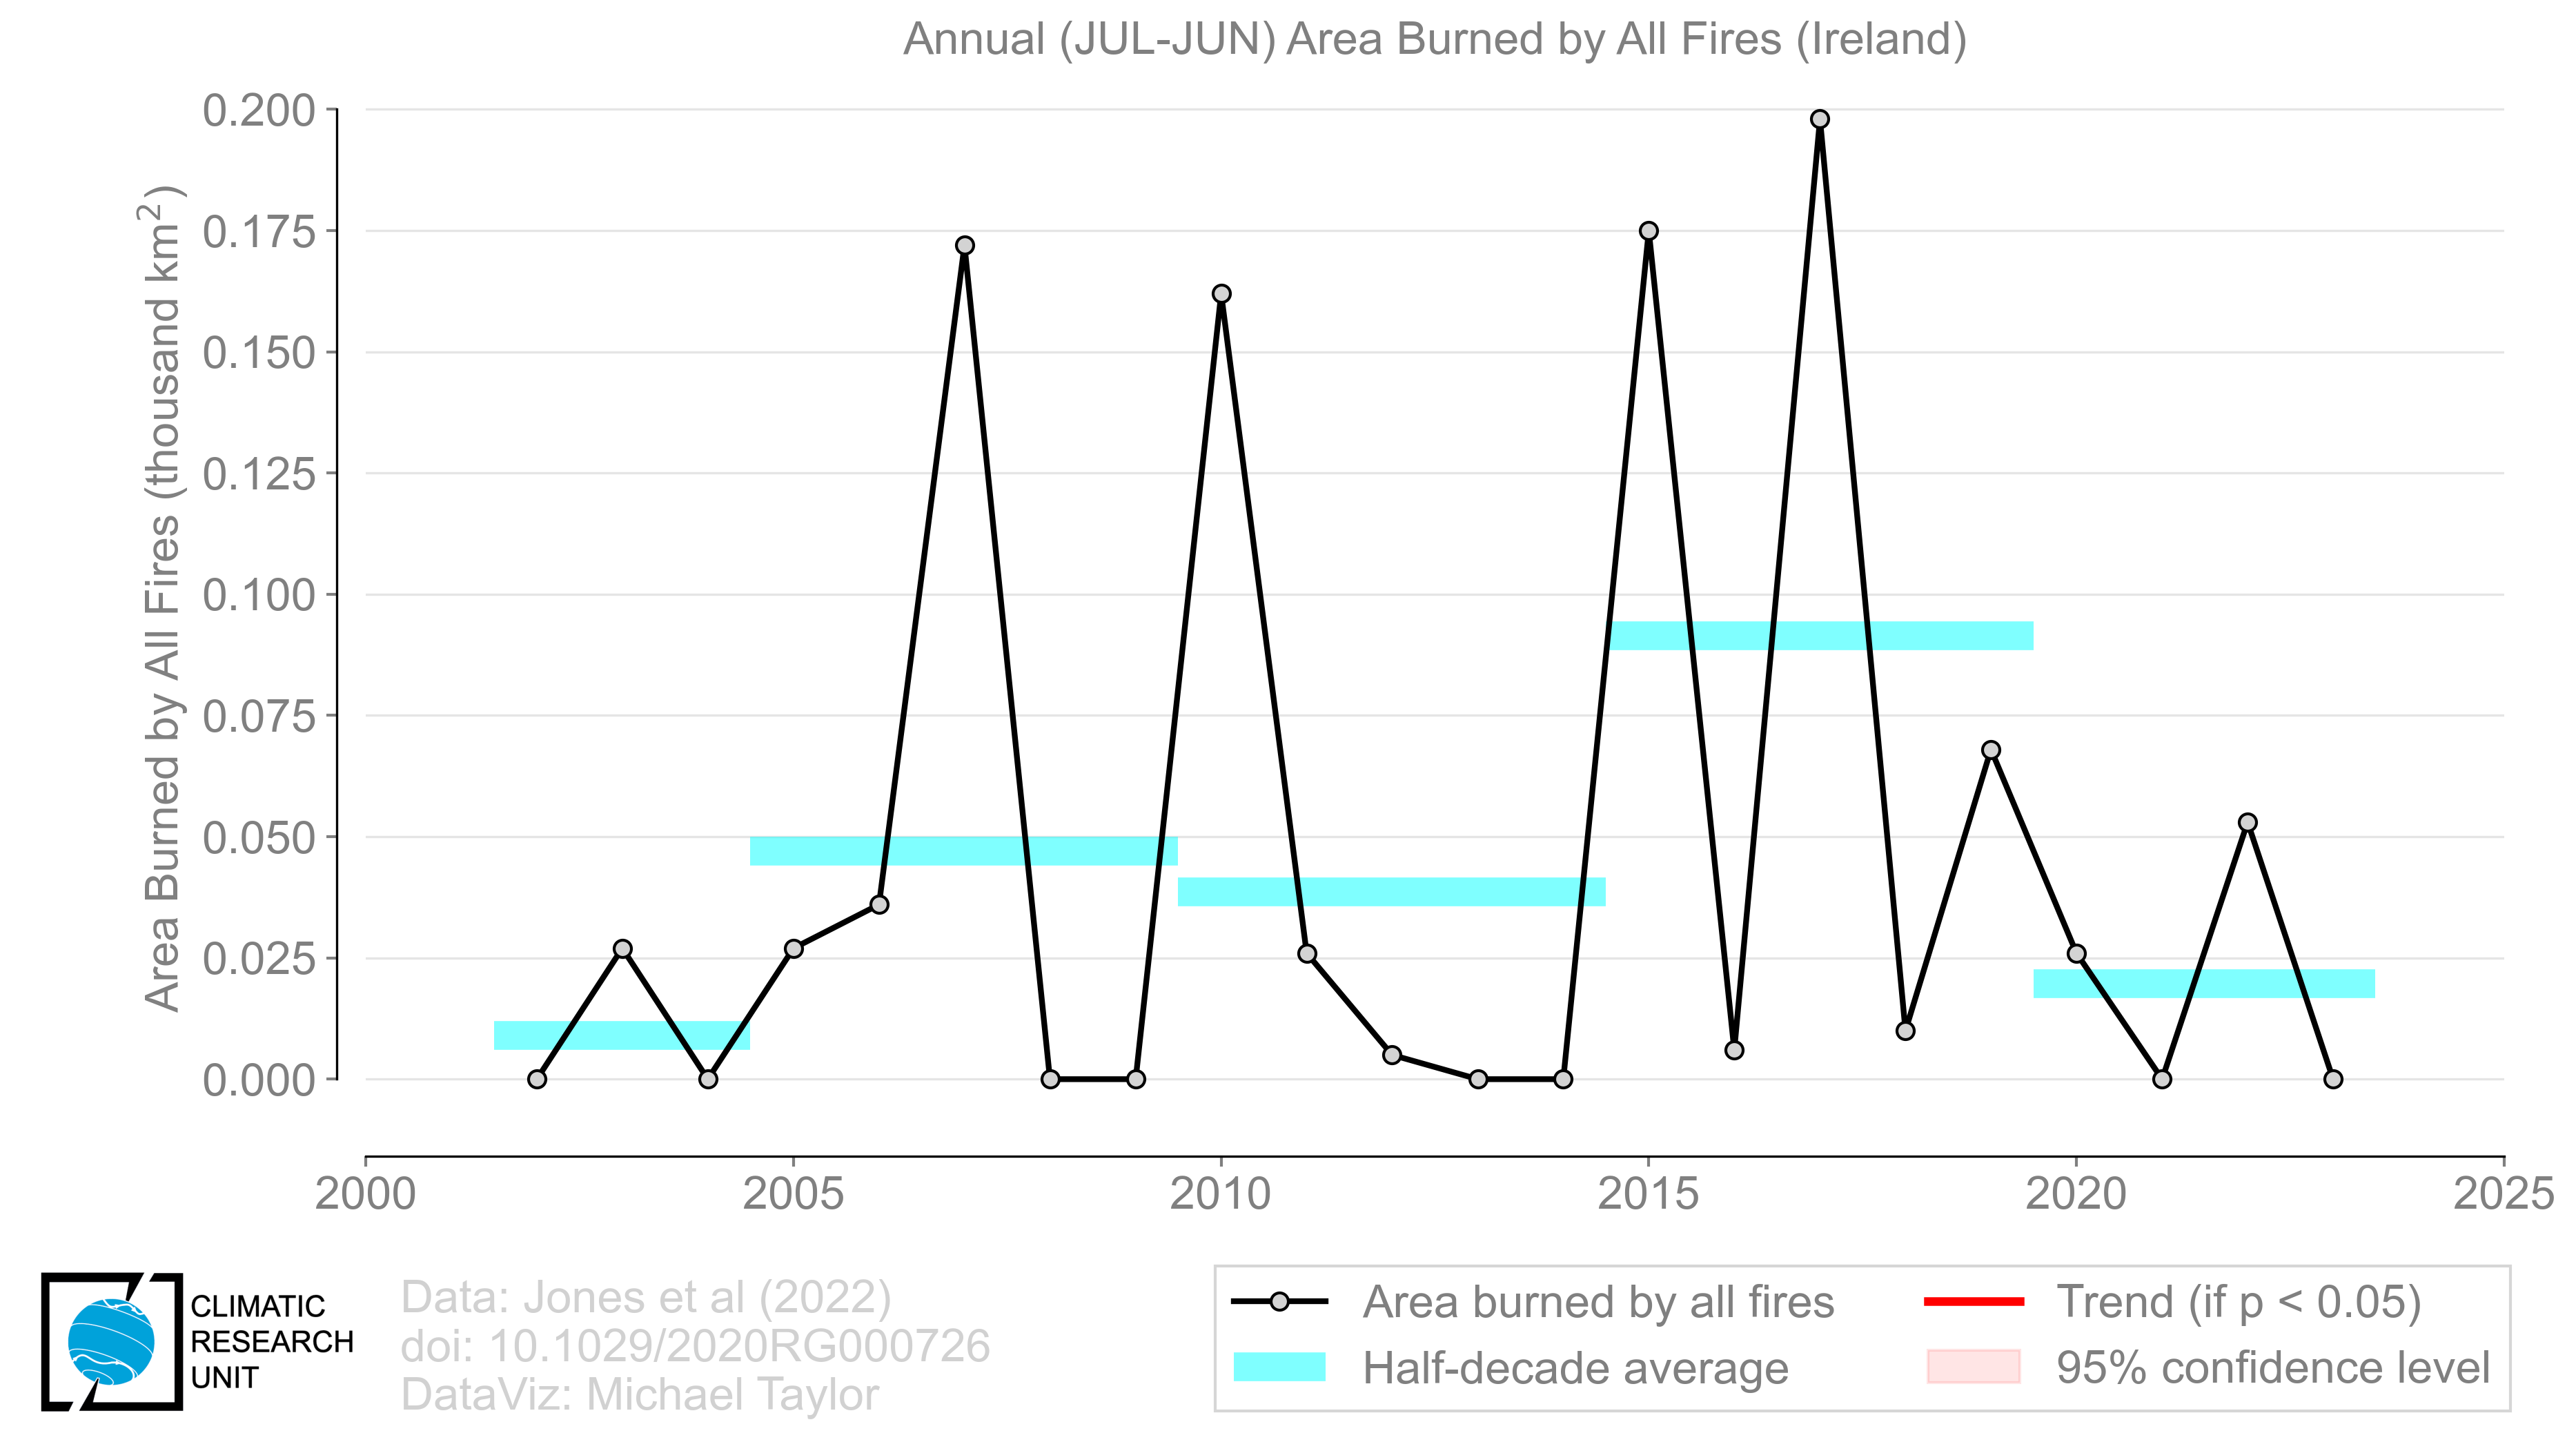 Annual (JUL-JUN) Area Burned by All Fires (Ireland)
Area Burned by All Fires (thousand km²)
0.200
0.175
0.150
0.125
0.100
0.075
0.050
0.025
0.000
2000 2005 2010 2015 2020 2025
CLIMATIC
RESEARCH
UNIT
Data: Jones et al (2022)
doi: 10.1029/2020RG000726
DataViz: Michael Taylor
Area burned by all fires
Half-decade average
Trend (if p < 0.05)
95% confidence level